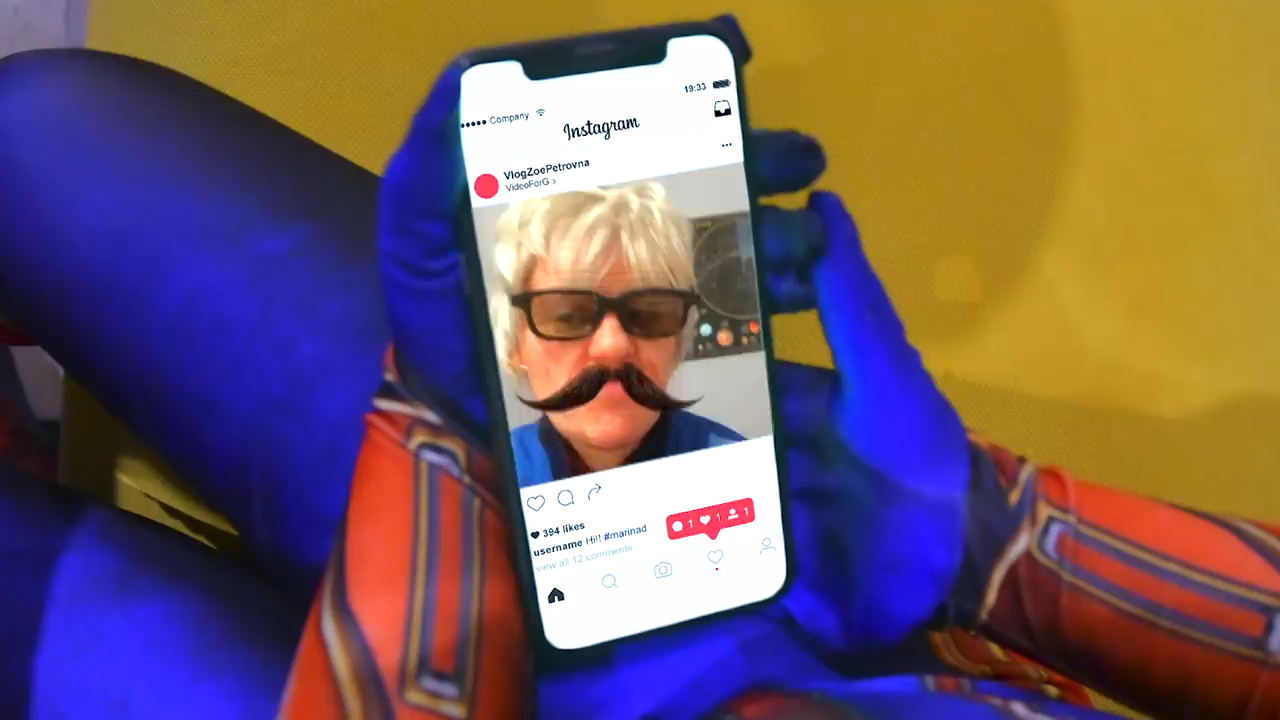 19:33
Company
Instagram
VlogZoePetrovna
VideoForG >
394 likes
username Hi!! #marinad
view all 12 comments
1 1 1